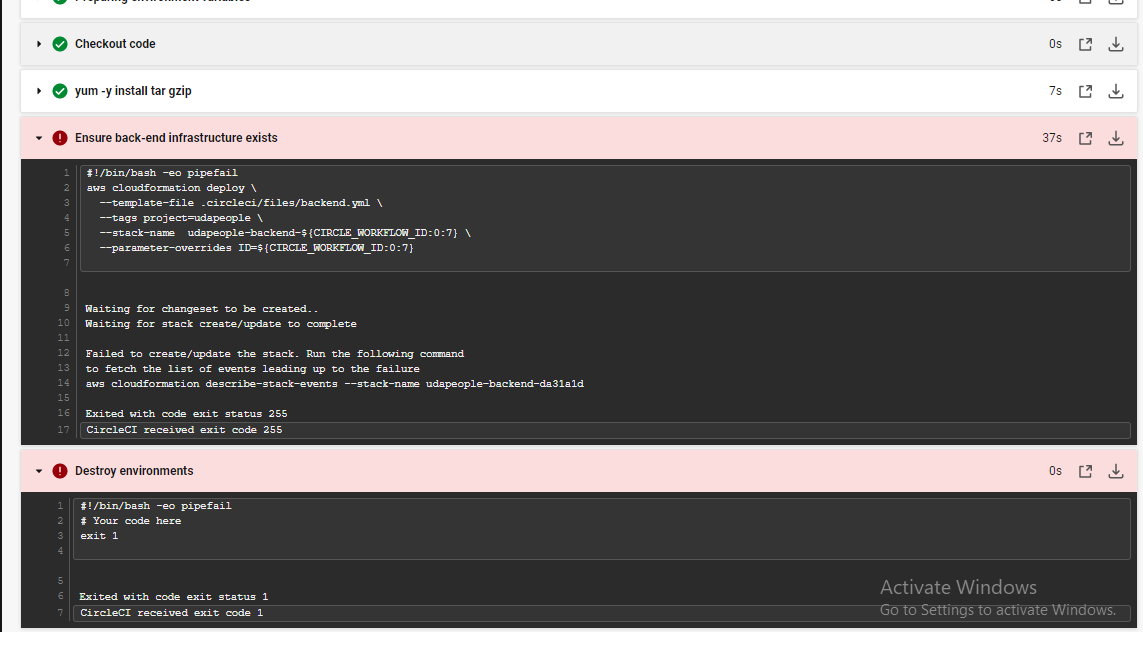 Preparing environment variables
Checkout code 0s
yum -y install tar gzip 7s
Ensure back-end infrastructure exists 37s
1 #!/bin/bash -eo pipefail
2 aws cloudformation deploy \
3   --template-file .circleci/files/backend.yml \
4   --tags project=udapeople \
5   --stack-name  udapeople-backend-${CIRCLE_WORKFLOW_ID:0:7} \
6   --parameter-overrides ID=${CIRCLE_WORKFLOW_ID:0:7}
7
8
9 Waiting for changeset to be created..
10 Waiting for stack create/update to complete
11
12 Failed to create/update the stack. Run the following command
13 to fetch the list of events leading up to the failure
14 aws cloudformation describe-stack-events --stack-name udapeople-backend-da31a1d
15
16 Exited with code exit status 255
17 CircleCI received exit code 255
Destroy environments 0s
1 #!/bin/bash -eo pipefail
2 # Your code here
3 exit 1
4
5
6 Exited with code exit status 1
7 CircleCI received exit code 1
Activate Windows
Go to Settings to activate Windows.